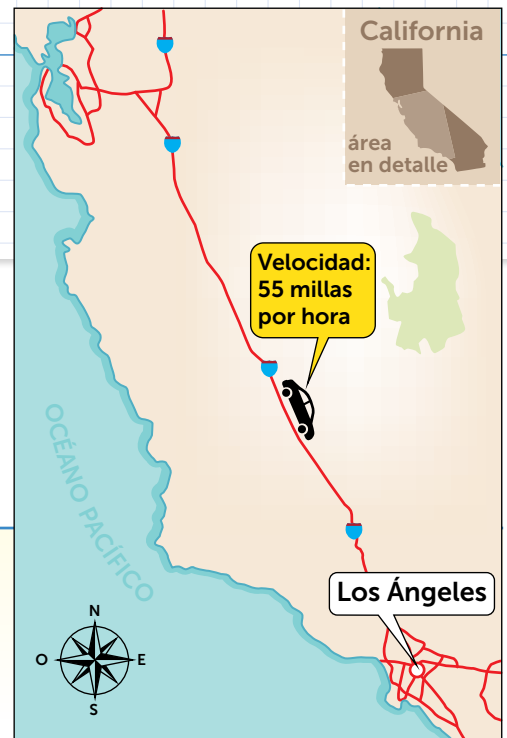 California
área
en detalle
Velocidad:
55 millas
por hora
OCÉANO PACÍFICO
Los Ángeles
N
O
E
S